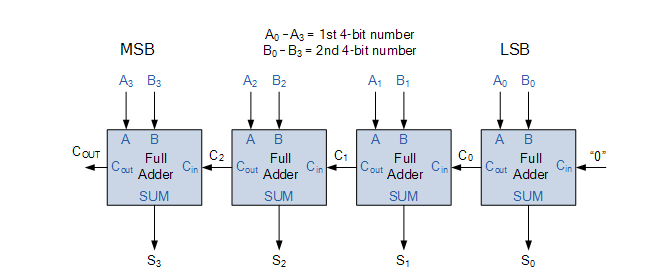 MSB
A0 – A3 = 1st 4-bit number
B0 – B3 = 2nd 4-bit number
LSB
A3 B3 A2 B2 A1 B1 A0 B0
A B A B A B A B
COUT Cout Full Adder Cin C2 Cout Full Adder Cin C1 Cout Full Adder Cin C0 Cout Full Adder Cin "0"
SUM SUM SUM SUM
S3 S2 S1 S0